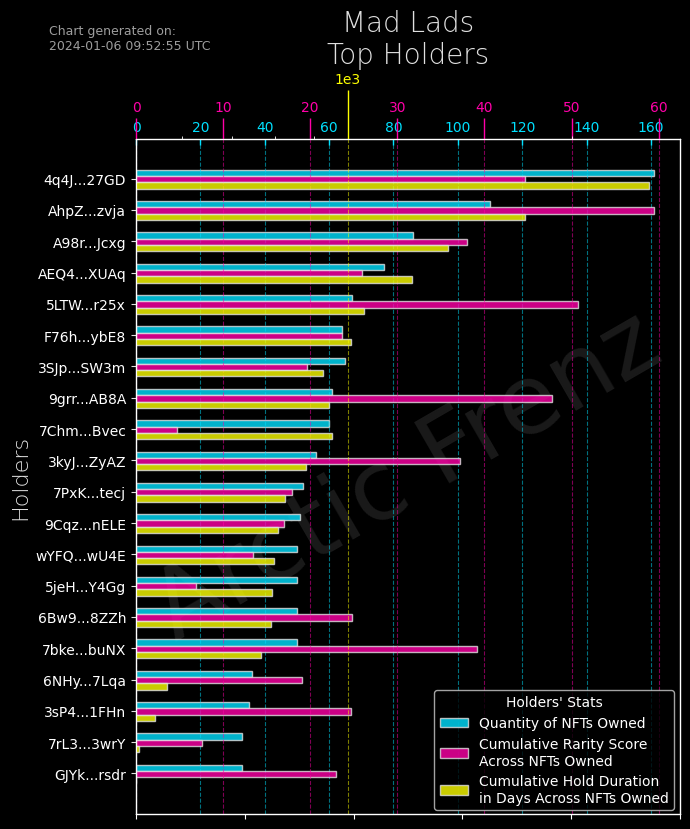 Chart generated on:
2024-01-06 09:52:55 UTC
Mad Lads
Top Holders
1e3
0 10 20 30 40 50 60
0 20 40 60 80 100 120 140 160
Holders
4q4J...27GD
AhpZ...zvja
A98r...Jcxg
AEQ4...XUAq
5LTW...r25x
F76h...ybE8
3SJp...SW3m
9grr...AB8A
7Chm...Bvec
3kyJ...ZyAZ
7PxK...tecj
9Cqz...nELE
wYFQ...wU4E
5jeH...Y4Gg
6Bw9...8ZZh
7bke...buNX
6NHy...7Lqa
3sP4...1FHn
7rL3...3wrY
GJYk...rsdr
Arctic Frenz
Holders' Stats
Quantity of NFTs Owned
Cumulative Rarity Score
Across NFTs Owned
Cumulative Hold Duration
in Days Across NFTs Owned